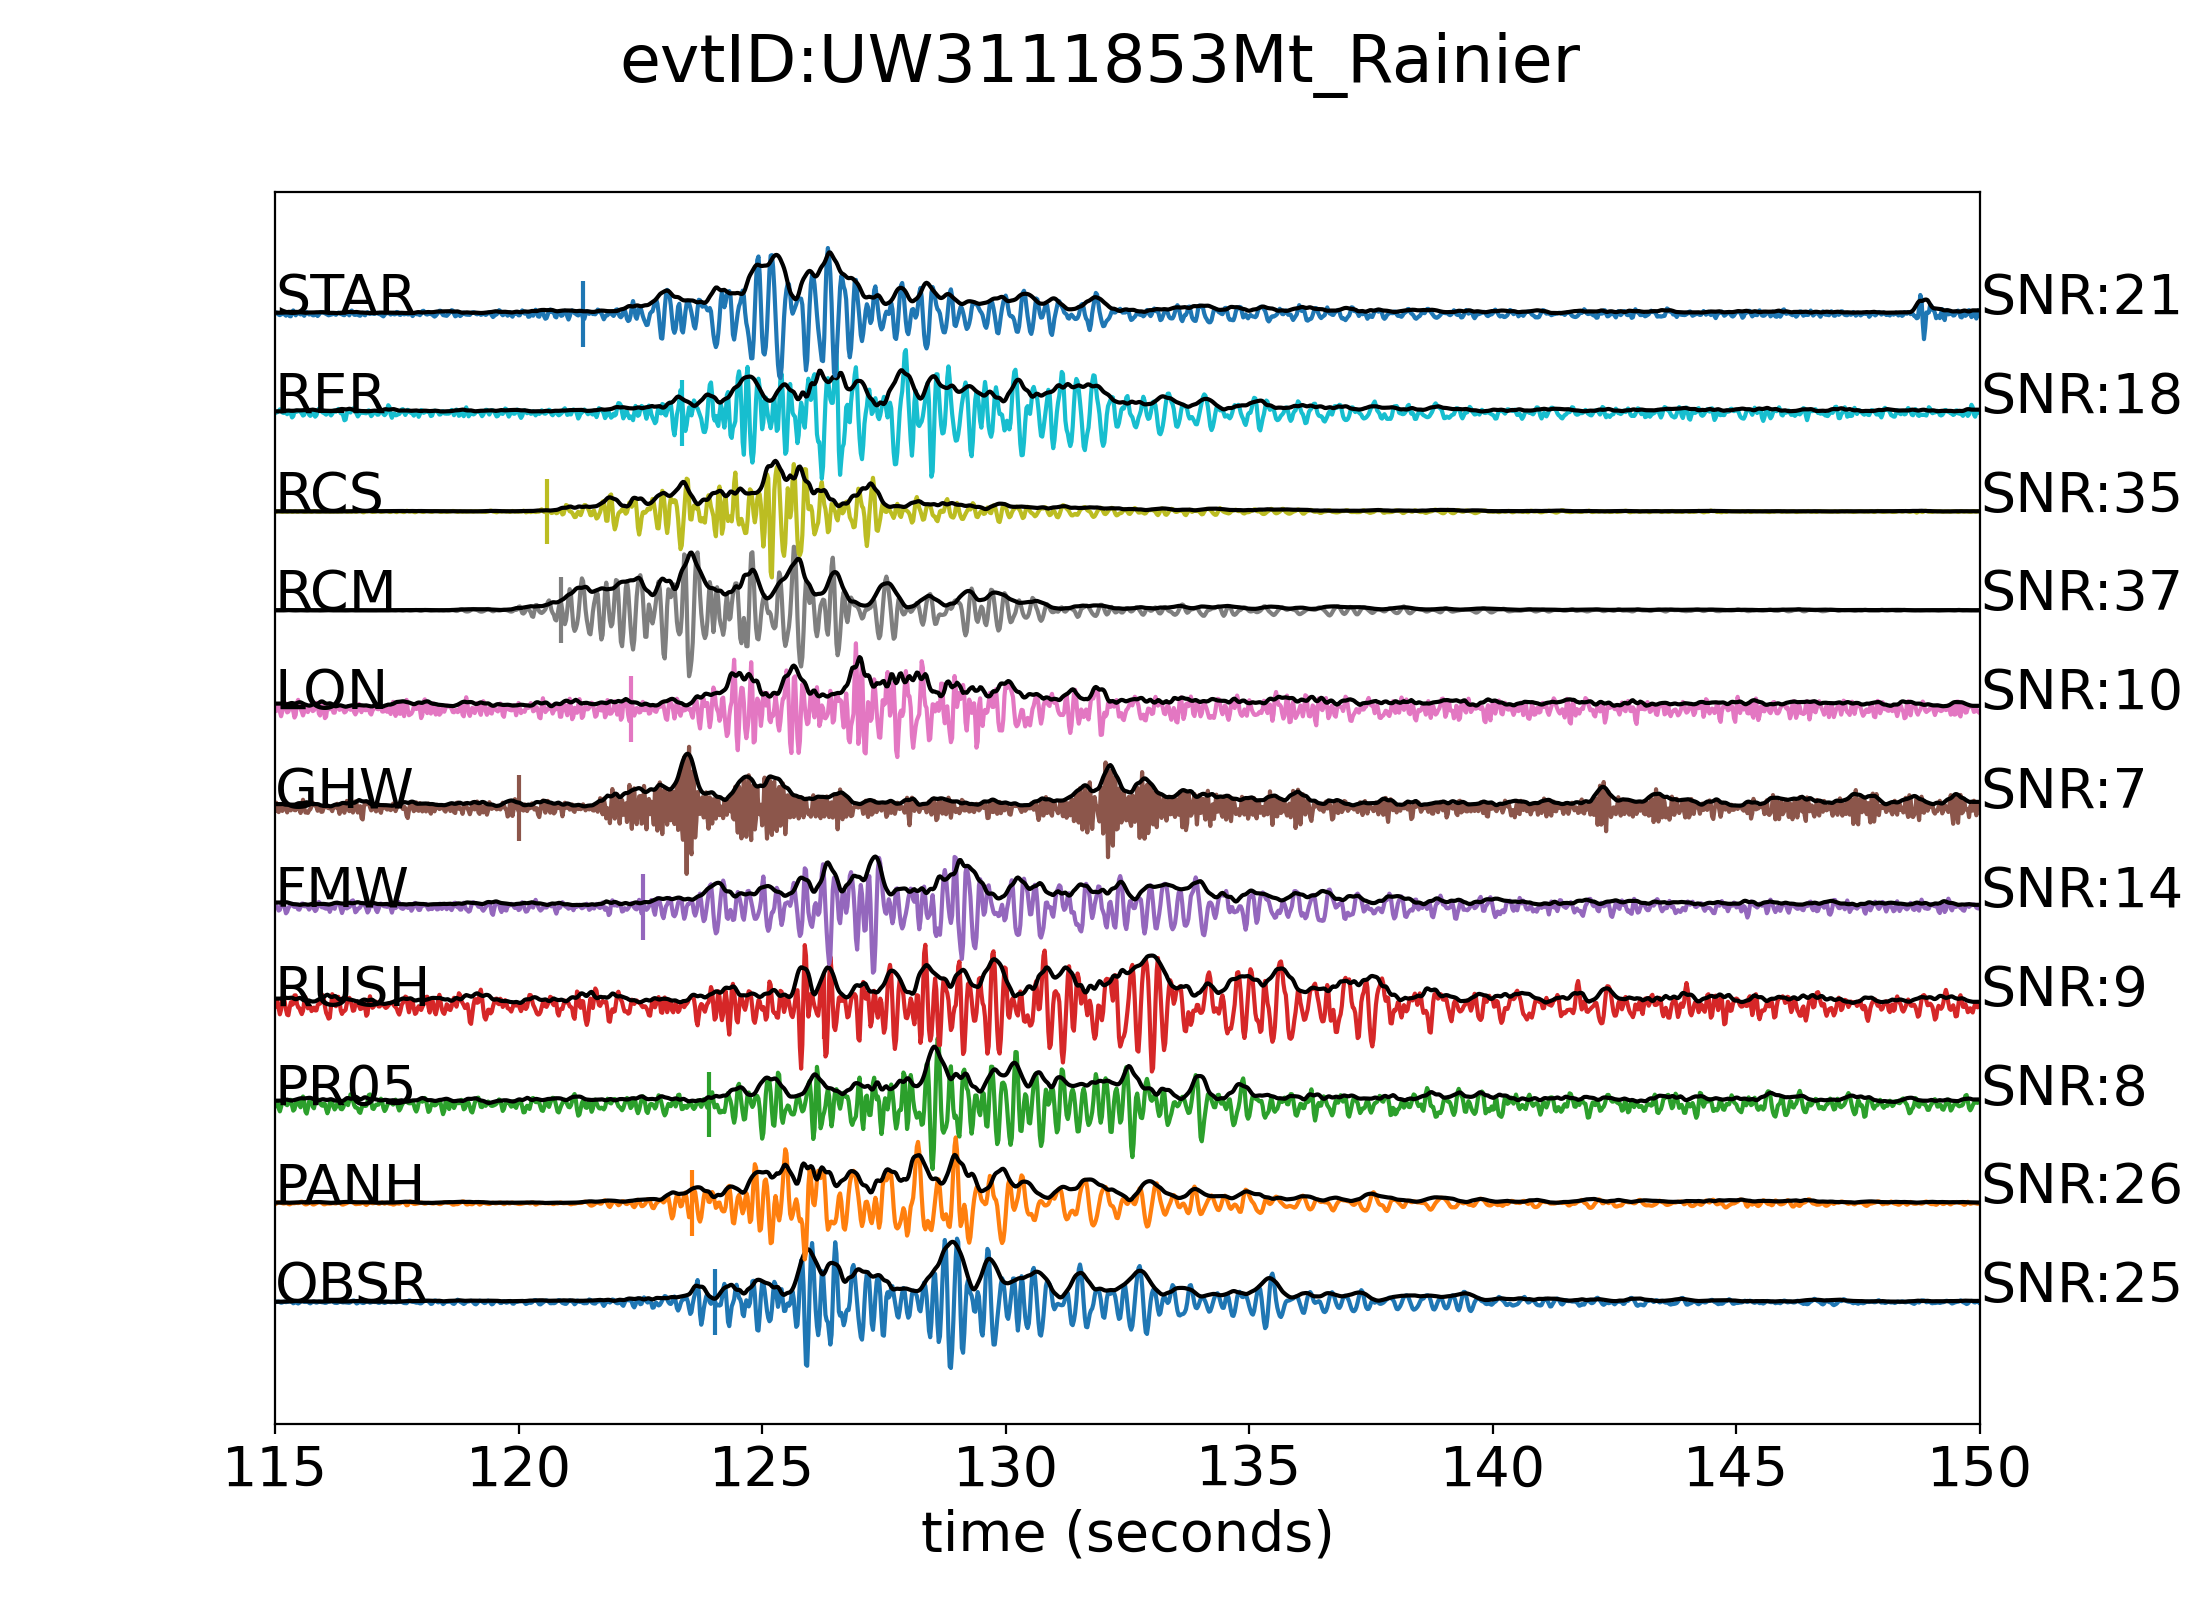 evtID:UW3111853Mt_Rainier
STAR SNR:21
RER SNR:18
RCS SNR:35
RCM SNR:37
LON SNR:10
GHW SNR:7
FMW SNR:14
RUSH SNR:9
PR05 SNR:8
PANH SNR:26
OBSR SNR:25
115 120 125 130 135 140 145 150
time (seconds)